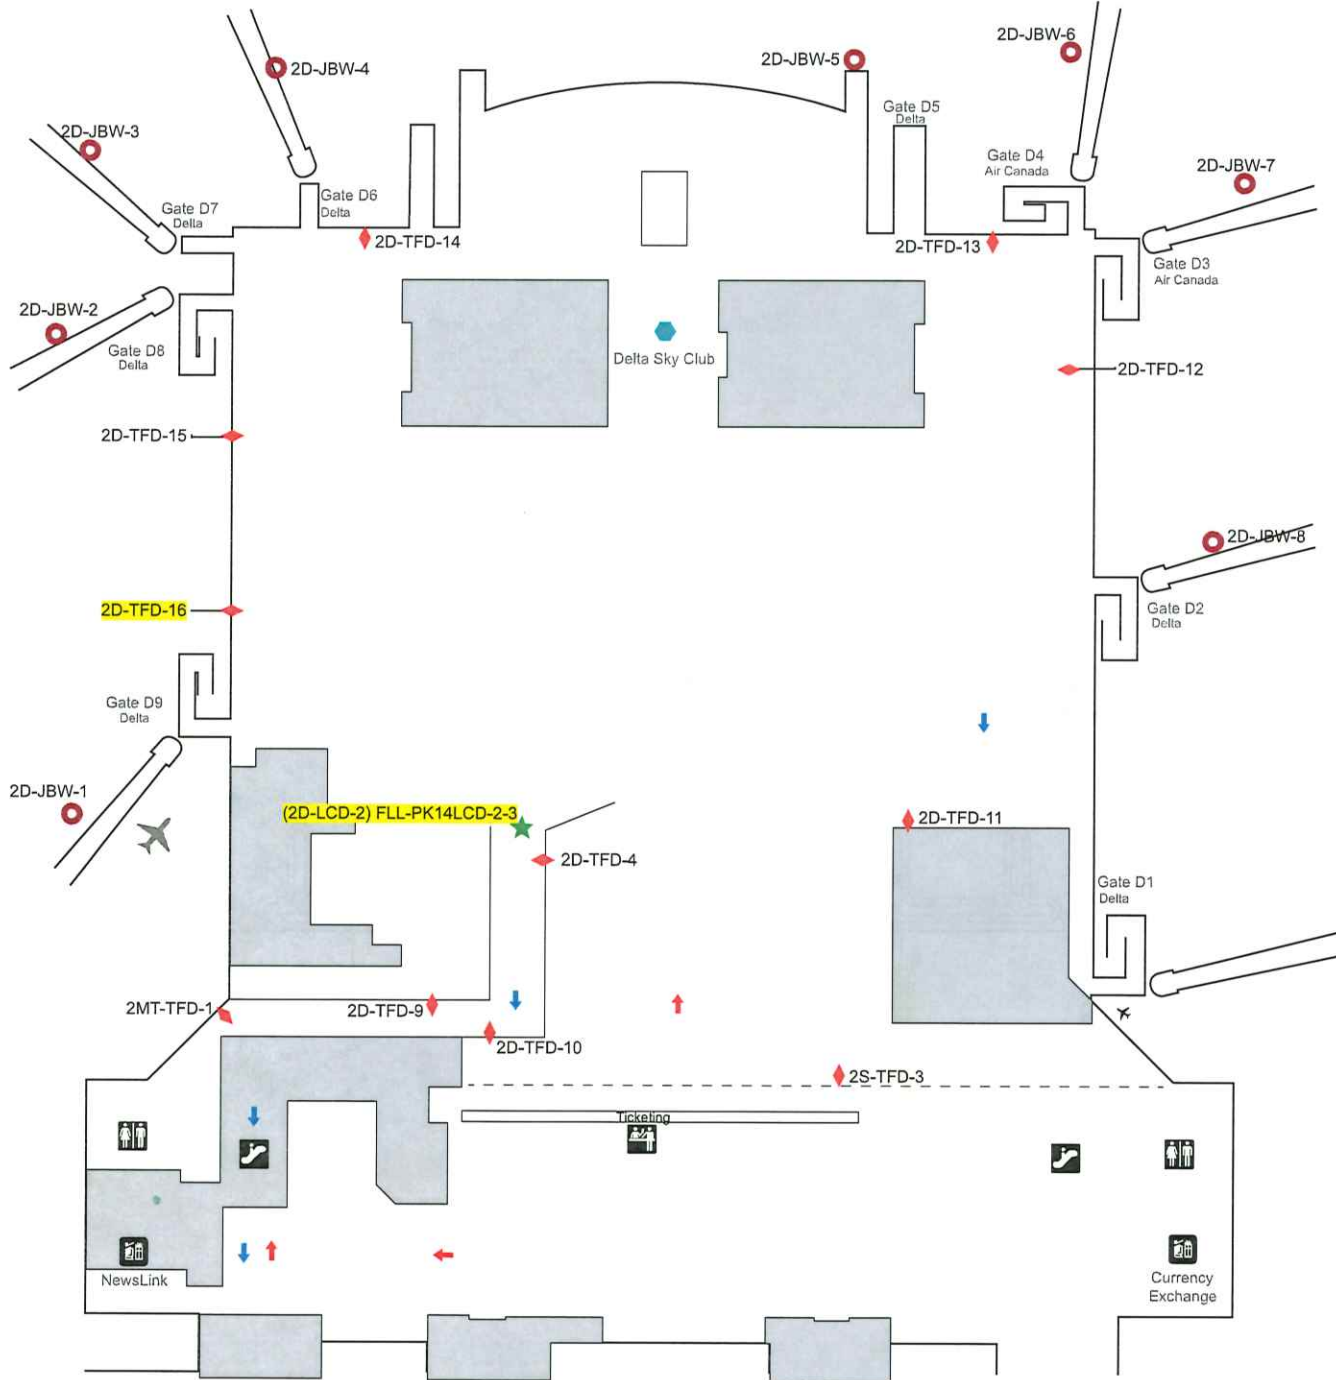 2D-JBW-6
2D-JBW-5
2D-JBW-4
Gate D5
Delta
2D-JBW-3
Gate D4
Air Canada
2D-JBW-7
Gate D6
Delta
Gate D7
Delta
2D-TFD-14
2D-TFD-13
Gate D3
Air Canada
2D-JBW-2
Gate D8
Delta
Delta Sky Club
2D-TFD-12
2D-TFD-15
2D-JBW-8
2D-TFD-16
Gate D2
Delta
Gate D9
Delta
2D-JBW-1
(2D-LCD-2) FLL-PK14LCD-2-3
2D-TFD-11
2D-TFD-4
Gate D1
Delta
2MT-TFD-1
2D-TFD-9
2D-TFD-10
2S-TFD-3
Ticketing
NewsLink
Currency
Exchange